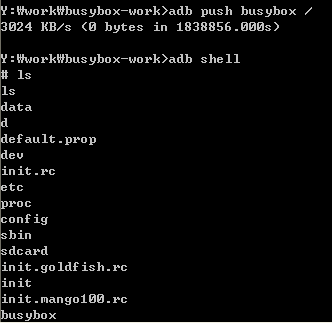 Y:₩work₩busybox-work>adb push busybox /
3024 KB/s (0 bytes in 1838856.000s)
Y:₩work₩busybox-work>adb shell
# ls
ls
data
d
default.prop
dev
init.rc
etc
proc
config
sbin
sdcard
init.goldfish.rc
init
init.mango100.rc
busybox